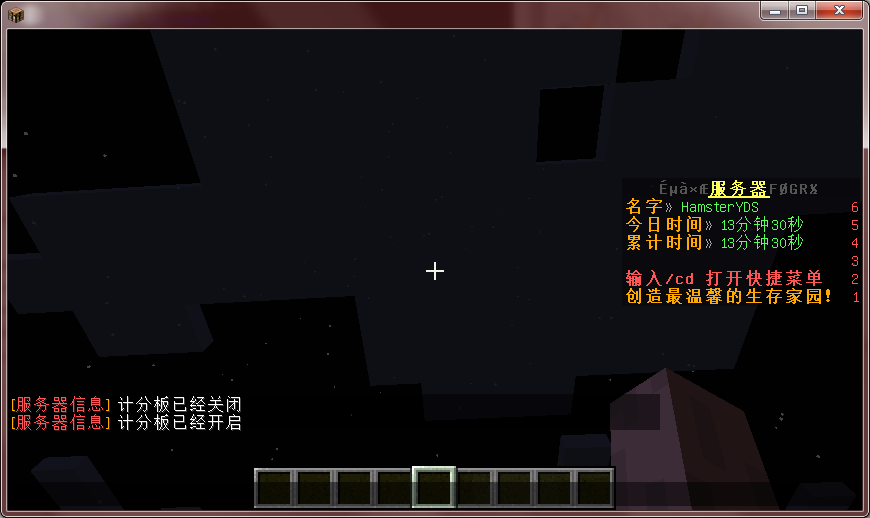 服务器
名字» HamsterYDS 6
今日时间» 13分钟30秒 5
累计时间» 13分钟30秒 4
3
输入/cd 打开快捷菜单 2
创造最温馨的生存家园! 1
[服务器信息] 计分板已经关闭
[服务器信息] 计分板已经开启